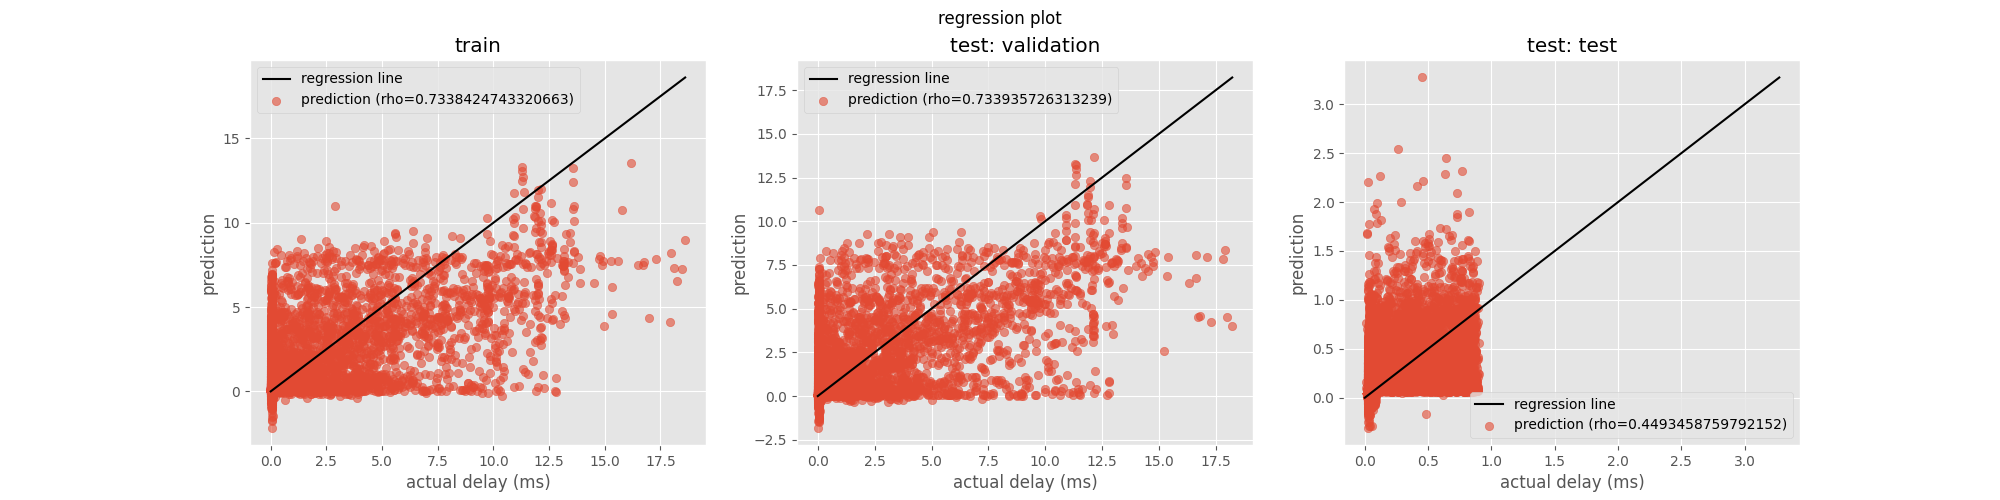 regression plot
train
regression line
prediction (rho=0.7338424743320663)
prediction
15
10
5
0
0.0 2.5 5.0 7.5 10.0 12.5 15.0 17.5
actual delay (ms)
test: validation
regression line
prediction (rho=0.733935726313239)
prediction
17.5
15.0
12.5
10.0
7.5
5.0
2.5
0.0
−2.5
0.0 2.5 5.0 7.5 10.0 12.5 15.0 17.5
actual delay (ms)
test: test
prediction
3.0
2.5
2.0
1.5
1.0
0.5
0.0
regression line
prediction (rho=0.4493458759792152)
0.0 0.5 1.0 1.5 2.0 2.5 3.0
actual delay (ms)